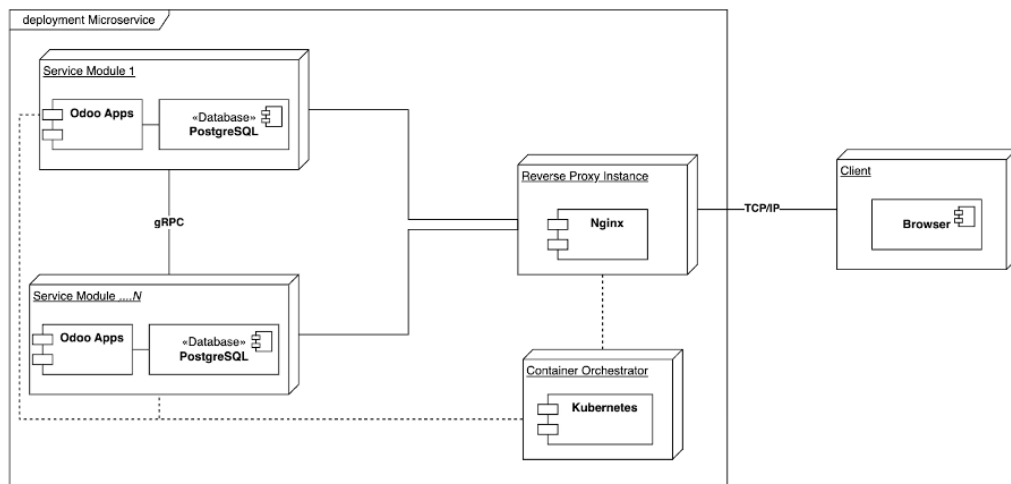 deployment Microservice
Service Module 1
Odoo Apps
«Database»
PostgreSQL
gRPC
Service Module ....N
Odoo Apps
«Database»
PostgreSQL
Reverse Proxy Instance
Nginx
TCP/IP
Client
Browser
Container Orchestrator
Kubernetes